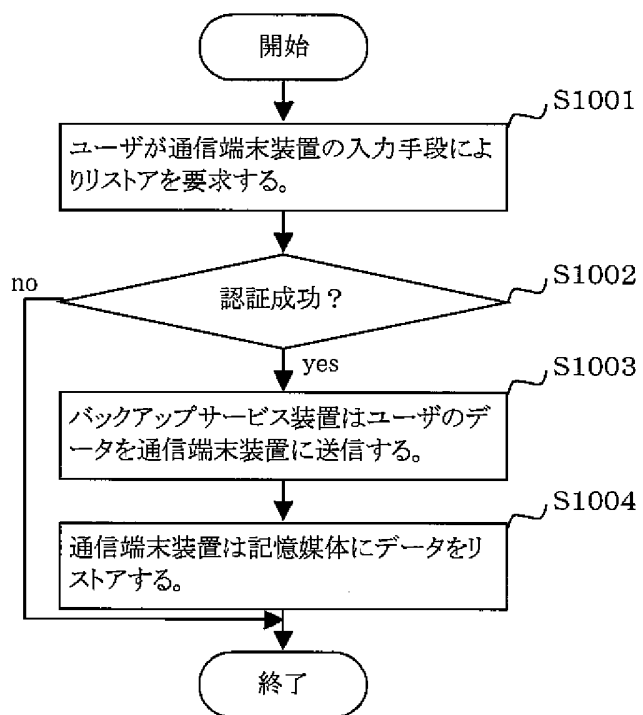 開始
S1001
ユーザが通信端末装置の入力手段によ
りリストアを要求する。
S1002
no
認証成功？
yes
S1003
バックアップサービス装置はユーザのデ
ータを通信端末装置に送信する。
S1004
通信端末装置は記憶媒体にデータをリ
ストアする。
終了